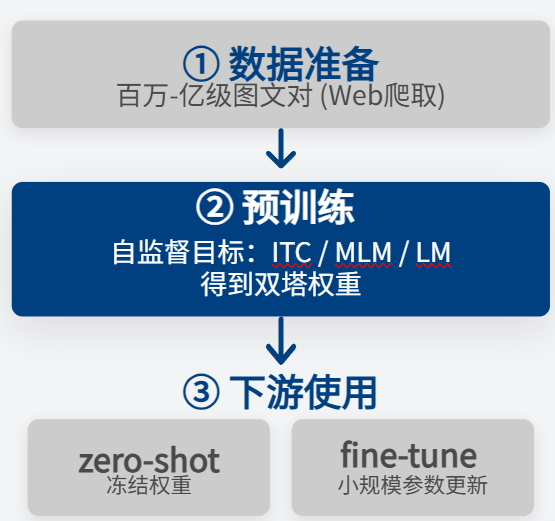 ① 数据准备
百万-亿级图文对 (Web爬取)
② 预训练
自监督目标：ITC / MLM / LM
得到双塔权重
③ 下游使用
zero-shot
冻结权重
fine-tune
小规模参数更新